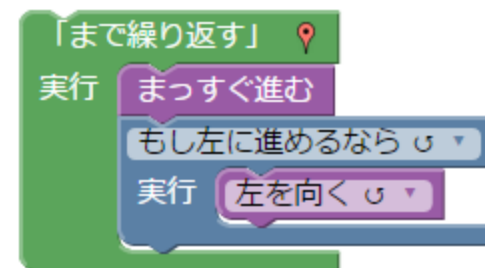 「まで繰り返す」
実行 まっすぐ進む
もし左に進めるなら ↺ ▼
実行 左を向く ↺ ▼